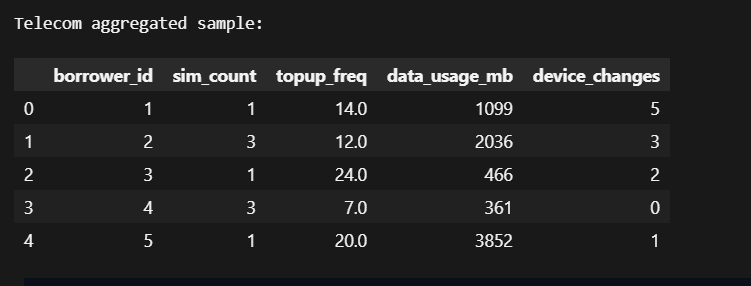 Telecom aggregated sample:
borrower_id sim_count topup_freq data_usage_mb device_changes
0 1 1 14.0 1099 5
1 2 3 12.0 2036 3
2 3 1 24.0 466 2
3 4 3 7.0 361 0
4 5 1 20.0 3852 1